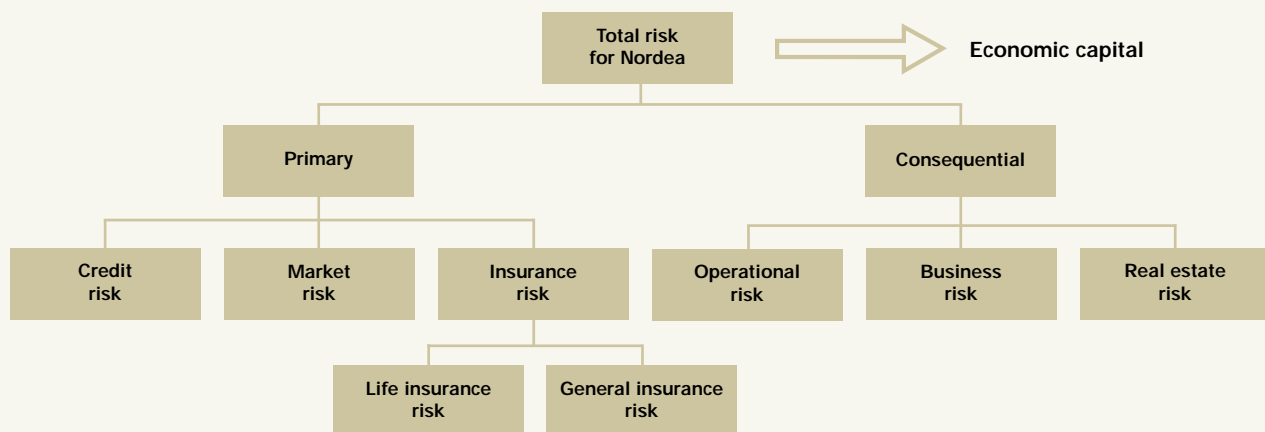 Total risk
for Nordea
Economic capital
Primary
Consequential
Credit
risk
Market
risk
Insurance
risk
Operational
risk
Business
risk
Real estate
risk
Life insurance
risk
General insurance
risk